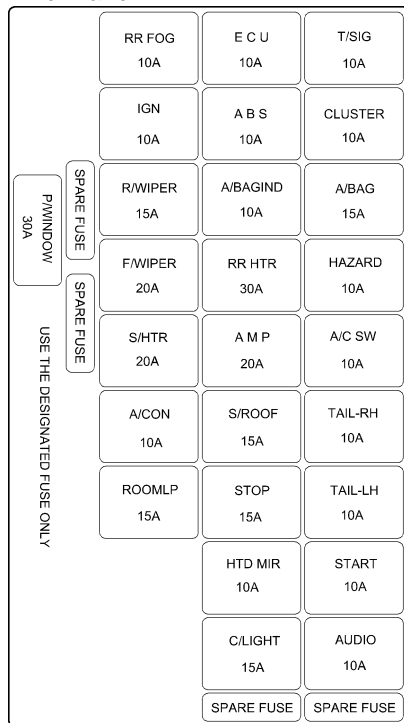 RR FOG
10A
E C U
10A
T/SIG
10A
IGN
10A
A B S
10A
CLUSTER
10A
P/WINDOW
30A
SPARE FUSE
R/WIPER
15A
A/BAGIND
10A
A/BAG
15A
SPARE FUSE
F/WIPER
20A
RR HTR
30A
HAZARD
10A
USE THE DESIGNATED FUSE ONLY
S/HTR
20A
A M P
20A
A/C SW
10A
A/CON
10A
S/ROOF
15A
TAIL-RH
10A
ROOMLP
15A
STOP
15A
TAIL-LH
10A
HTD MIR
10A
START
10A
C/LIGHT
15A
AUDIO
10A
SPARE FUSE
SPARE FUSE